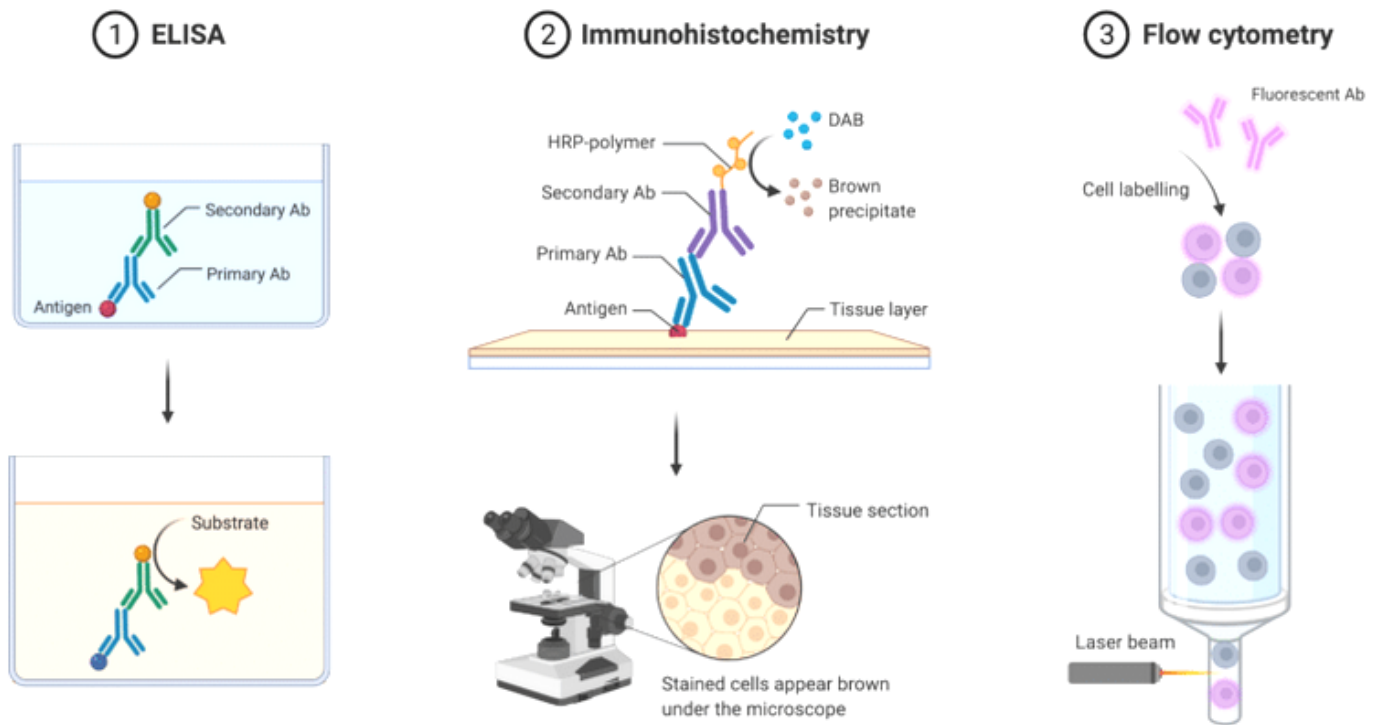 1 ELISA
Secondary Ab
Primary Ab
Antigen
Substrate
2 Immunohistochemistry
DAB
HRP-polymer
Secondary Ab
Brown
precipitate
Primary Ab
Antigen
Tissue layer
Tissue section
Stained cells appear brown
under the microscope
3 Flow cytometry
Fluorescent Ab
Cell labelling
Laser beam